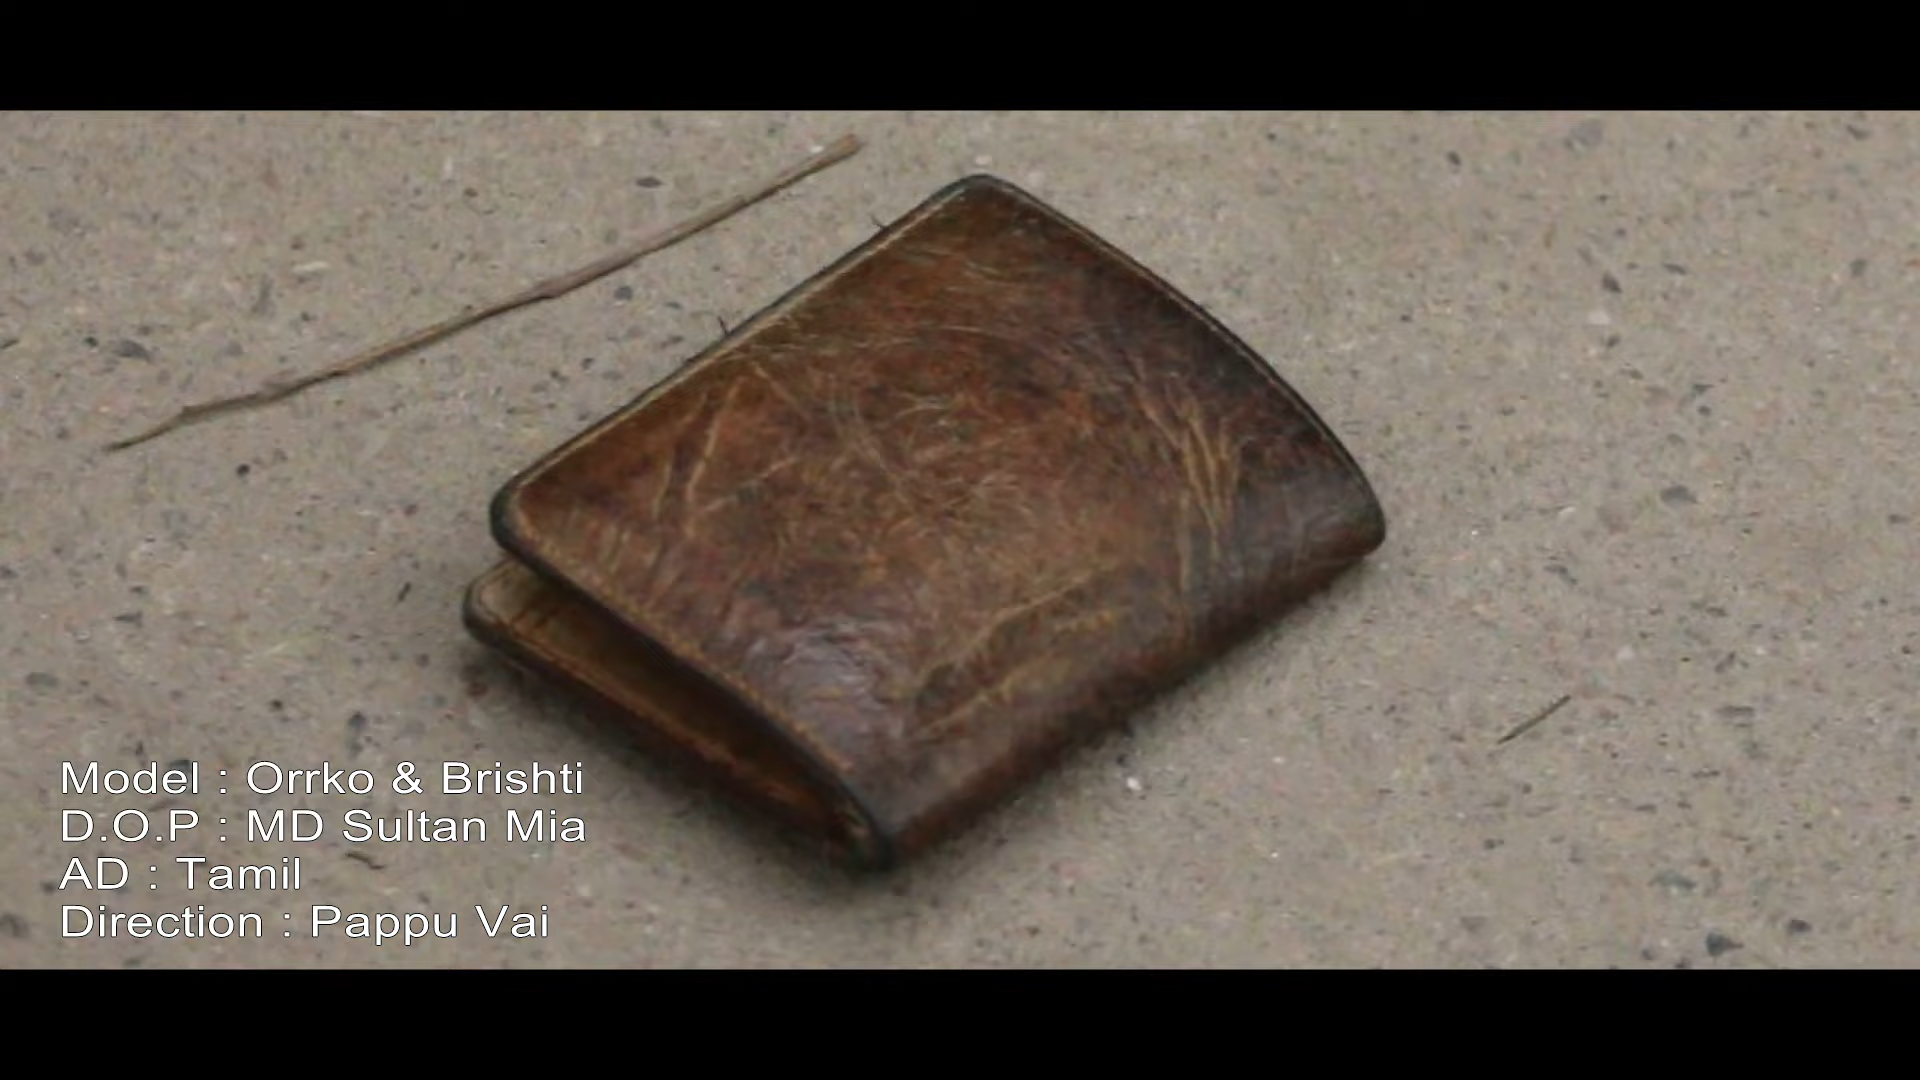 Model : Orrko & Brishti
D.O.P : MD Sultan Mia
AD : Tamil
Direction : Pappu Vai